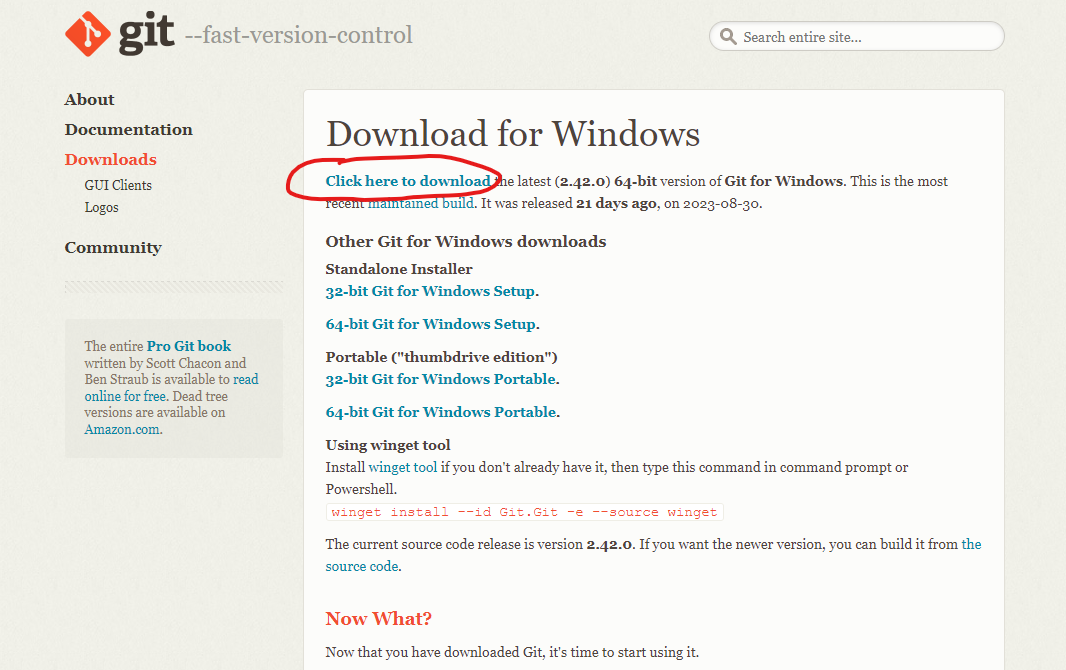 git --fast-version-control
Search entire site...
About
Documentation
Downloads
GUI Clients
Logos
Community
The entire Pro Git book
written by Scott Chacon and
Ben Straub is available to read
online for free. Dead tree
versions are available on
Amazon.com.
Download for Windows
Click here to download the latest (2.42.0) 64-bit version of Git for Windows. This is the most
recent maintained build. It was released 21 days ago, on 2023-08-30.
Other Git for Windows downloads
Standalone Installer
32-bit Git for Windows Setup.
64-bit Git for Windows Setup.
Portable ("thumbdrive edition")
32-bit Git for Windows Portable.
64-bit Git for Windows Portable.
Using winget tool
Install winget tool if you don't already have it, then type this command in command prompt or
Powershell.
winget install --id Git.Git -e --source winget
The current source code release is version 2.42.0. If you want the newer version, you can build it from the
source code.
Now What?
Now that you have downloaded Git, it's time to start using it.